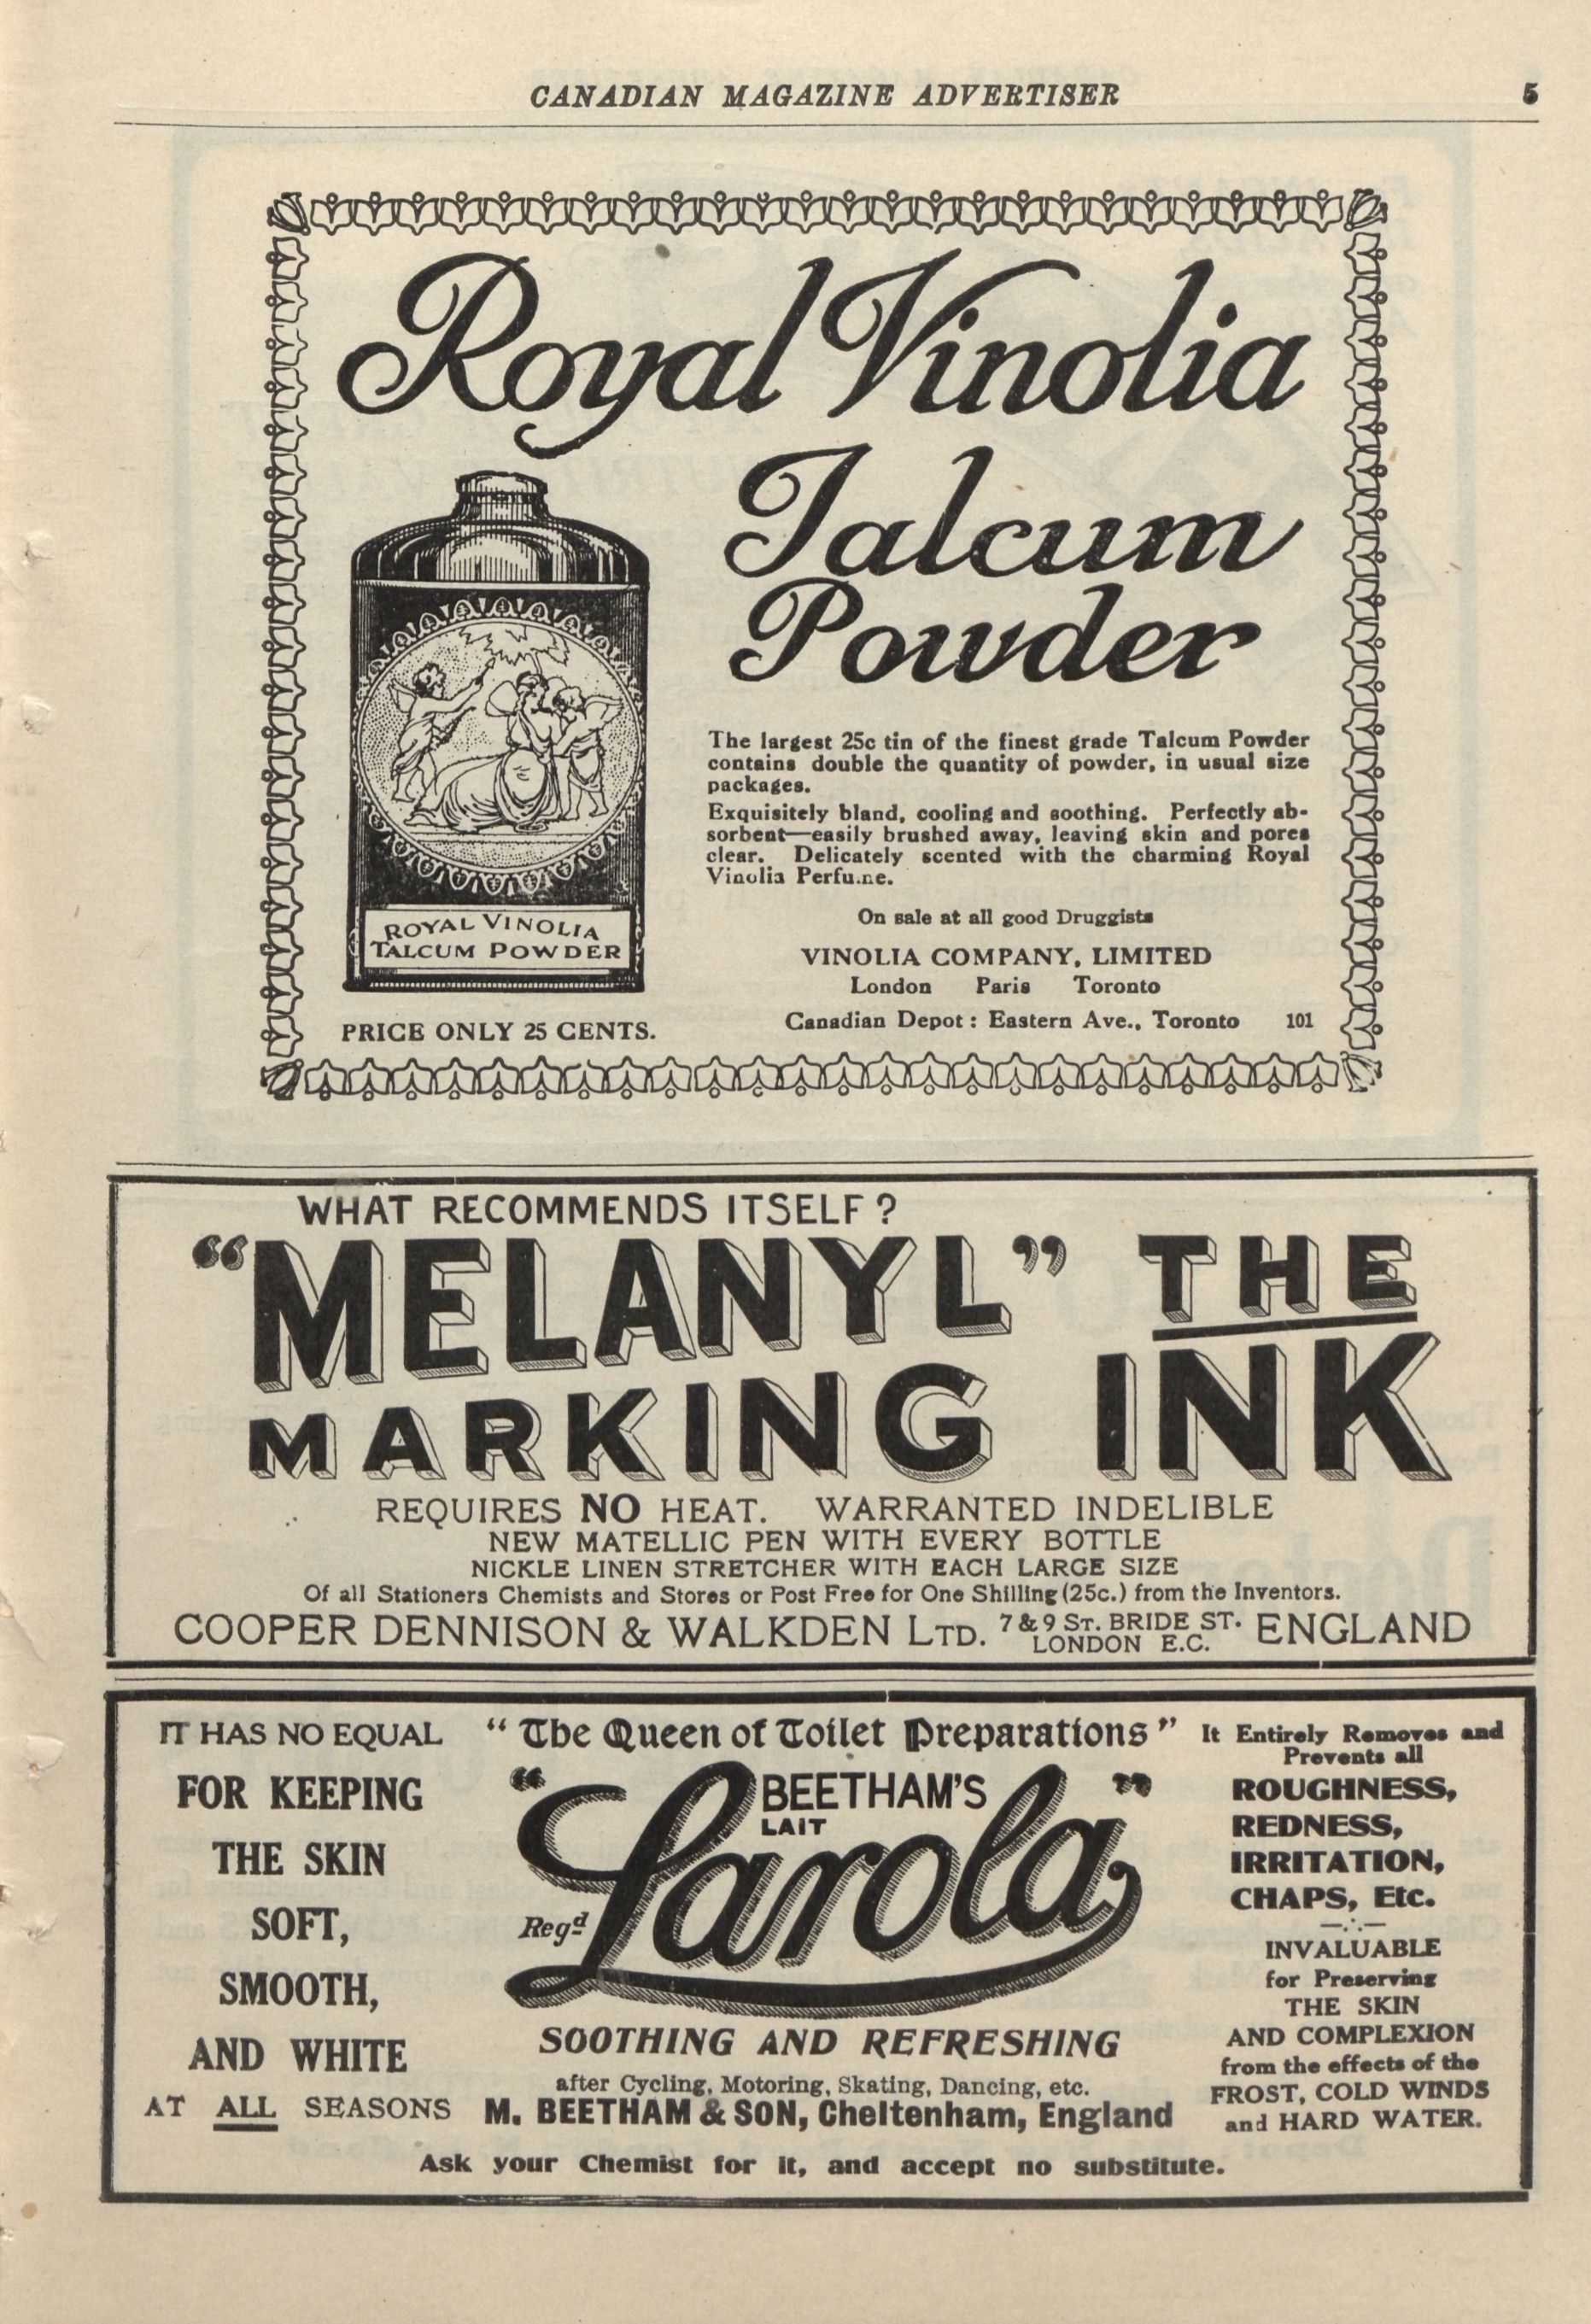 CANADIAN MAGAZINE ADVERTISER 5
Royal Vinolia
Talcum
Powder
The largest 25c tin of the finest grade Talcum Powder
contains double the quantity of powder, in usual size
packages.
Exquisitely bland, cooling and soothing. Perfectly ab-
sorbent—easily brushed away, leaving skin and pores
clear. Delicately scented with the charming Royal
Vinolia Perfume.
On sale at all good Druggists
VINOLIA COMPANY, LIMITED
London Paris Toronto
Canadian Depot: Eastern Ave., Toronto 101
ROYAL VINOLIA
TALCUM POWDER
PRICE ONLY 25 CENTS.
WHAT RECOMMENDS ITSELF?
"MELANYL" THE
MARKING INK
REQUIRES NO HEAT. WARRANTED INDELIBLE
NEW MATELLIC PEN WITH EVERY BOTTLE
NICKLE LINEN STRETCHER WITH EACH LARGE SIZE
Of all Stationers Chemists and Stores or Post Free for One Shilling (25c.) from the Inventors.
COOPER DENNISON & WALKDEN LTD. 7 & 9 ST. BRIDE ST. LONDON E.C. ENGLAND
IT HAS NO EQUAL
FOR KEEPING
THE SKIN
SOFT,
SMOOTH,
AND WHITE
AT ALL SEASONS
"The Queen of Toilet Preparations"
BEETHAM'S
LAIT
"Larola"
Regd
SOOTHING AND REFRESHING
after Cycling, Motoring, Skating, Dancing, etc.
M. BEETHAM & SON, Cheltenham, England
It Entirely Removes and
Prevents all
ROUGHNESS,
REDNESS,
IRRITATION,
CHAPS, Etc.
INVALUABLE
for Preserving
THE SKIN
AND COMPLEXION
from the effects of the
FROST, COLD WINDS
and HARD WATER.
Ask your Chemist for it, and accept no substitute.